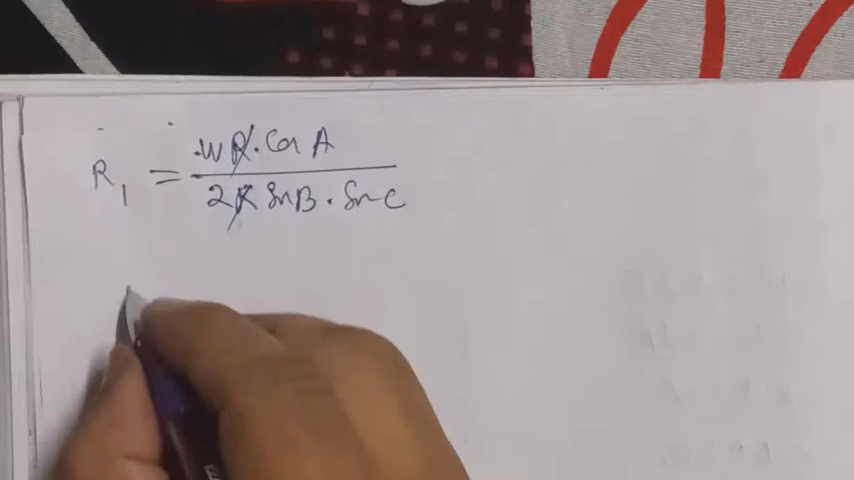 R₁ = W R̸ · Cos A / 2 R̸ Sin B · Sin C